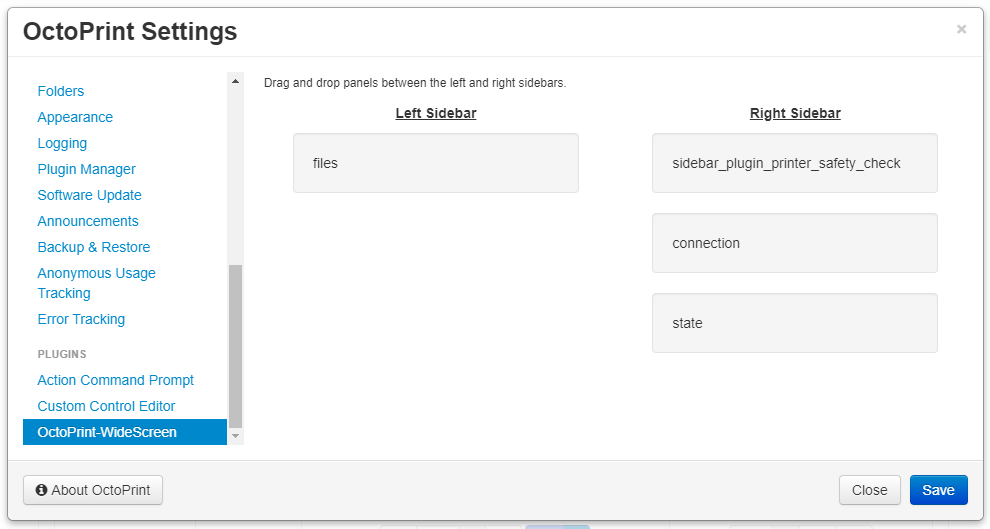 OctoPrint Settings
×
Folders
Appearance
Logging
Plugin Manager
Software Update
Announcements
Backup & Restore
Anonymous Usage
Tracking
Error Tracking
PLUGINS
Action Command Prompt
Custom Control Editor
OctoPrint-WideScreen
Drag and drop panels between the left and right sidebars.
Left Sidebar
files
Right Sidebar
sidebar_plugin_printer_safety_check
connection
state
About OctoPrint
Close
Save